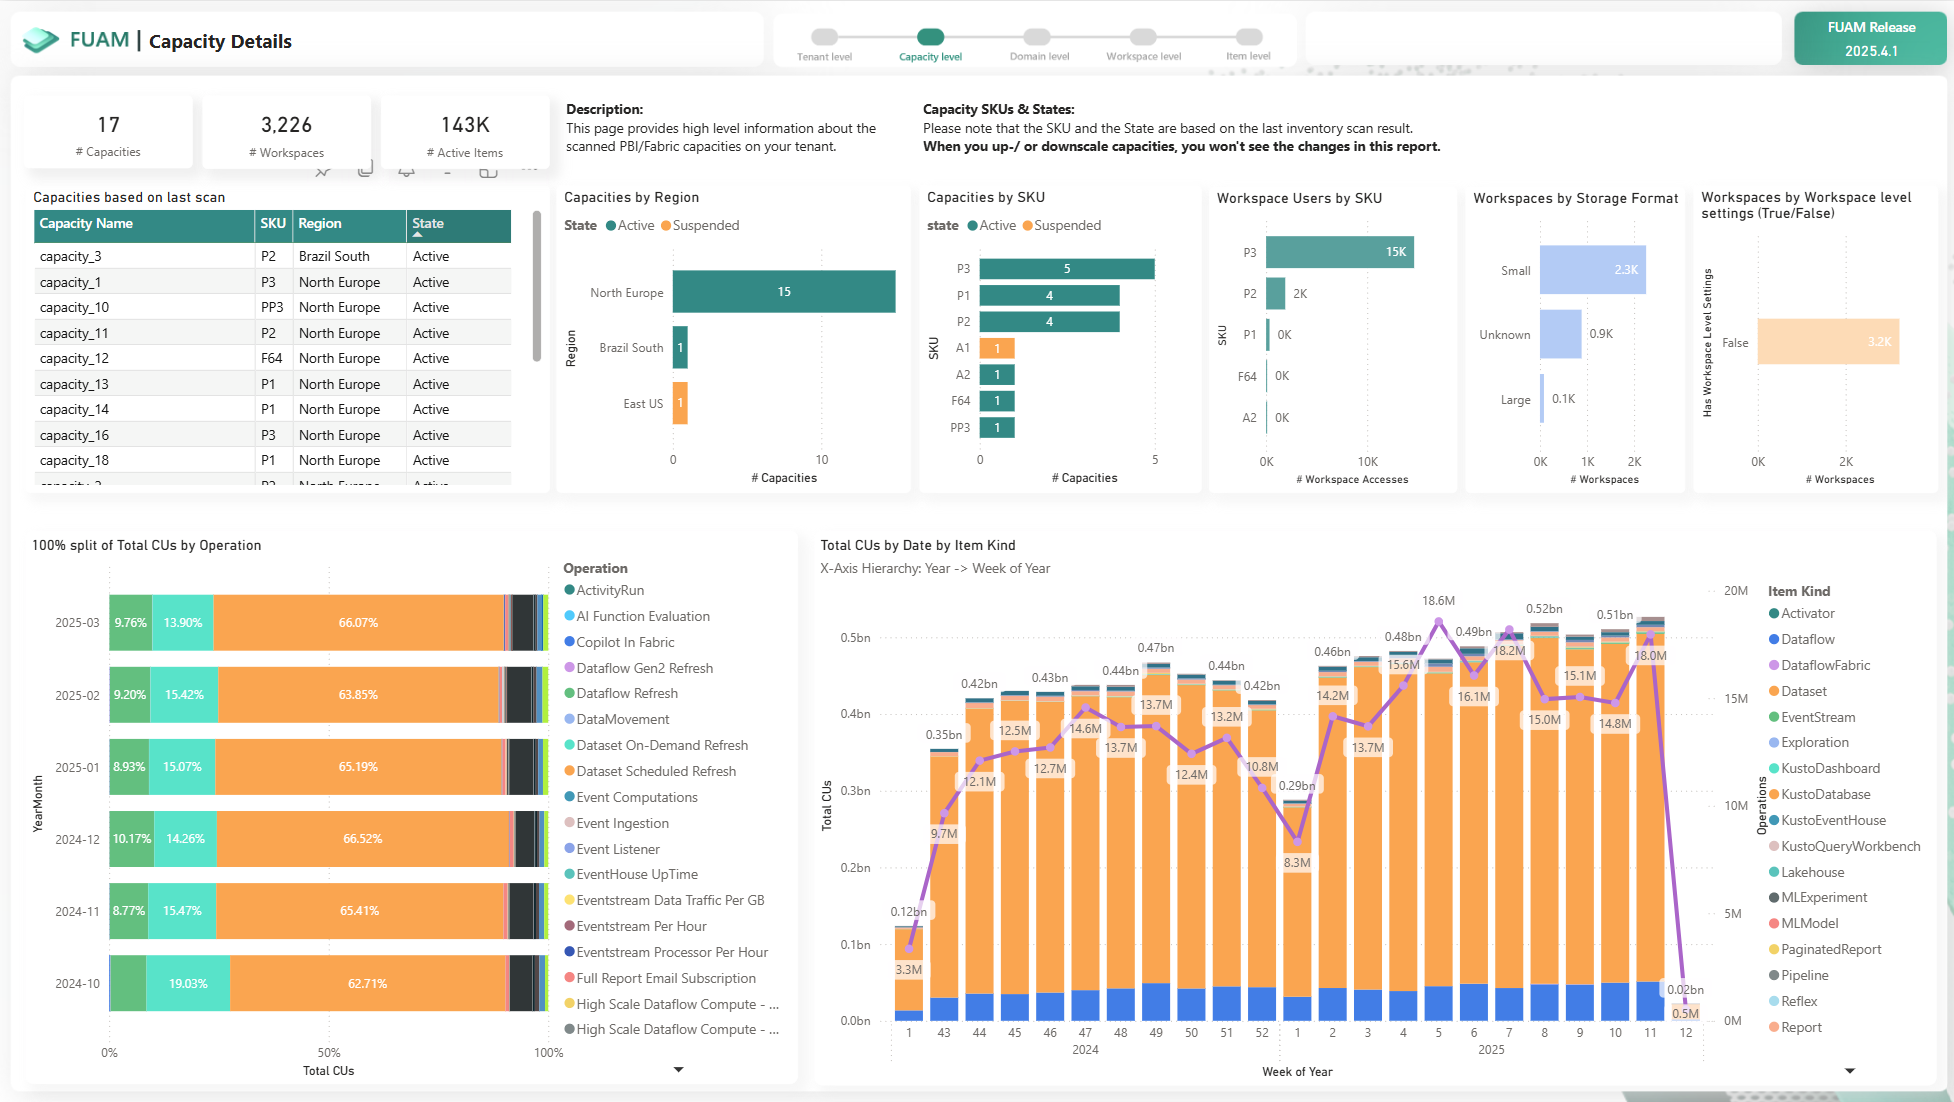 FUAM | Capacity Details
Tenant level
Capacity level
Domain level
Workspace level
Item level
FUAM Release
2025.4.1
17
# Capacities
3,226
# Workspaces
143K
# Active Items
Description:
This page provides high level information about the
scanned PBI/Fabric capacities on your tenant.
Capacity SKUs & States:
Please note that the SKU and the State are based on the last inventory scan result.
When you up-/ or downscale capacities, you won't see the changes in this report.
Capacities based on last scan
Capacity Name SKU Region State
capacity_3 P2 Brazil South Active
capacity_1 P3 North Europe Active
capacity_10 PP3 North Europe Active
capacity_11 P2 North Europe Active
capacity_12 F64 North Europe Active
capacity_13 P1 North Europe Active
capacity_14 P1 North Europe Active
capacity_16 P3 North Europe Active
capacity_18 P1 North Europe Active
Capacities by Region
State Active Suspended
Region
North Europe 15
Brazil South 1
East US 1
0 10
# Capacities
Capacities by SKU
state Active Suspended
SKU
P3 5
P1 4
P2 4
A1 1
A2 1
F64 1
PP3 1
0 5
# Capacities
Workspace Users by SKU
SKU
P3 15K
P2 2K
P1 0K
F64 0K
A2 0K
0K 10K
# Workspace Accesses
Workspaces by Storage Format
Small 2.3K
Unknown 0.9K
Large 0.1K
0K 1K 2K
# Workspaces
Workspaces by Workspace level
settings (True/False)
Has Workspace Level Settings
False 3.2K
0K 2K
# Workspaces
100% split of Total CUs by Operation
YearMonth
2025-03 9.76% 13.90% 66.07%
2025-02 9.20% 15.42% 63.85%
2025-01 8.93% 15.07% 65.19%
2024-12 10.17% 14.26% 66.52%
2024-11 8.77% 15.47% 65.41%
2024-10 19.03% 62.71%
0% 50% 100%
Total CUs
Operation
ActivityRun
AI Function Evaluation
Copilot In Fabric
Dataflow Gen2 Refresh
Dataflow Refresh
DataMovement
Dataset On-Demand Refresh
Dataset Scheduled Refresh
Event Computations
Event Ingestion
Event Listener
EventHouse UpTime
Eventstream Data Traffic Per GB
Eventstream Per Hour
Eventstream Processor Per Hour
Full Report Email Subscription
High Scale Dataflow Compute - ...
High Scale Dataflow Compute - ...
Total CUs by Date by Item Kind
X-Axis Hierarchy: Year -> Week of Year
Total CUs
0.5bn
0.4bn
0.3bn
0.2bn
0.1bn
0.0bn
0.12bn 0.35bn 0.42bn 0.43bn 0.44bn 0.47bn 0.44bn 0.42bn 0.29bn 0.46bn 0.48bn 0.49bn 0.52bn 0.51bn 0.02bn
3.3M 9.7M 12.1M 12.5M 12.7M 14.6M 13.7M 13.7M 12.4M 13.2M 10.8M 8.3M 14.2M 13.7M 15.6M 18.6M 16.1M 18.2M 15.0M 15.1M 14.8M 18.0M 0.5M
1 43 44 45 46 47 48 49 50 51 52 1 2 3 4 5 6 7 8 9 10 11 12
2024 2025
Week of Year
20M
15M
10M
5M
0M
Operations
Item Kind
Activator
Dataflow
DataflowFabric
Dataset
EventStream
Exploration
KustoDashboard
KustoDatabase
KustoEventHouse
KustoQueryWorkbench
Lakehouse
MLExperiment
MLModel
PaginatedReport
Pipeline
Reflex
Report